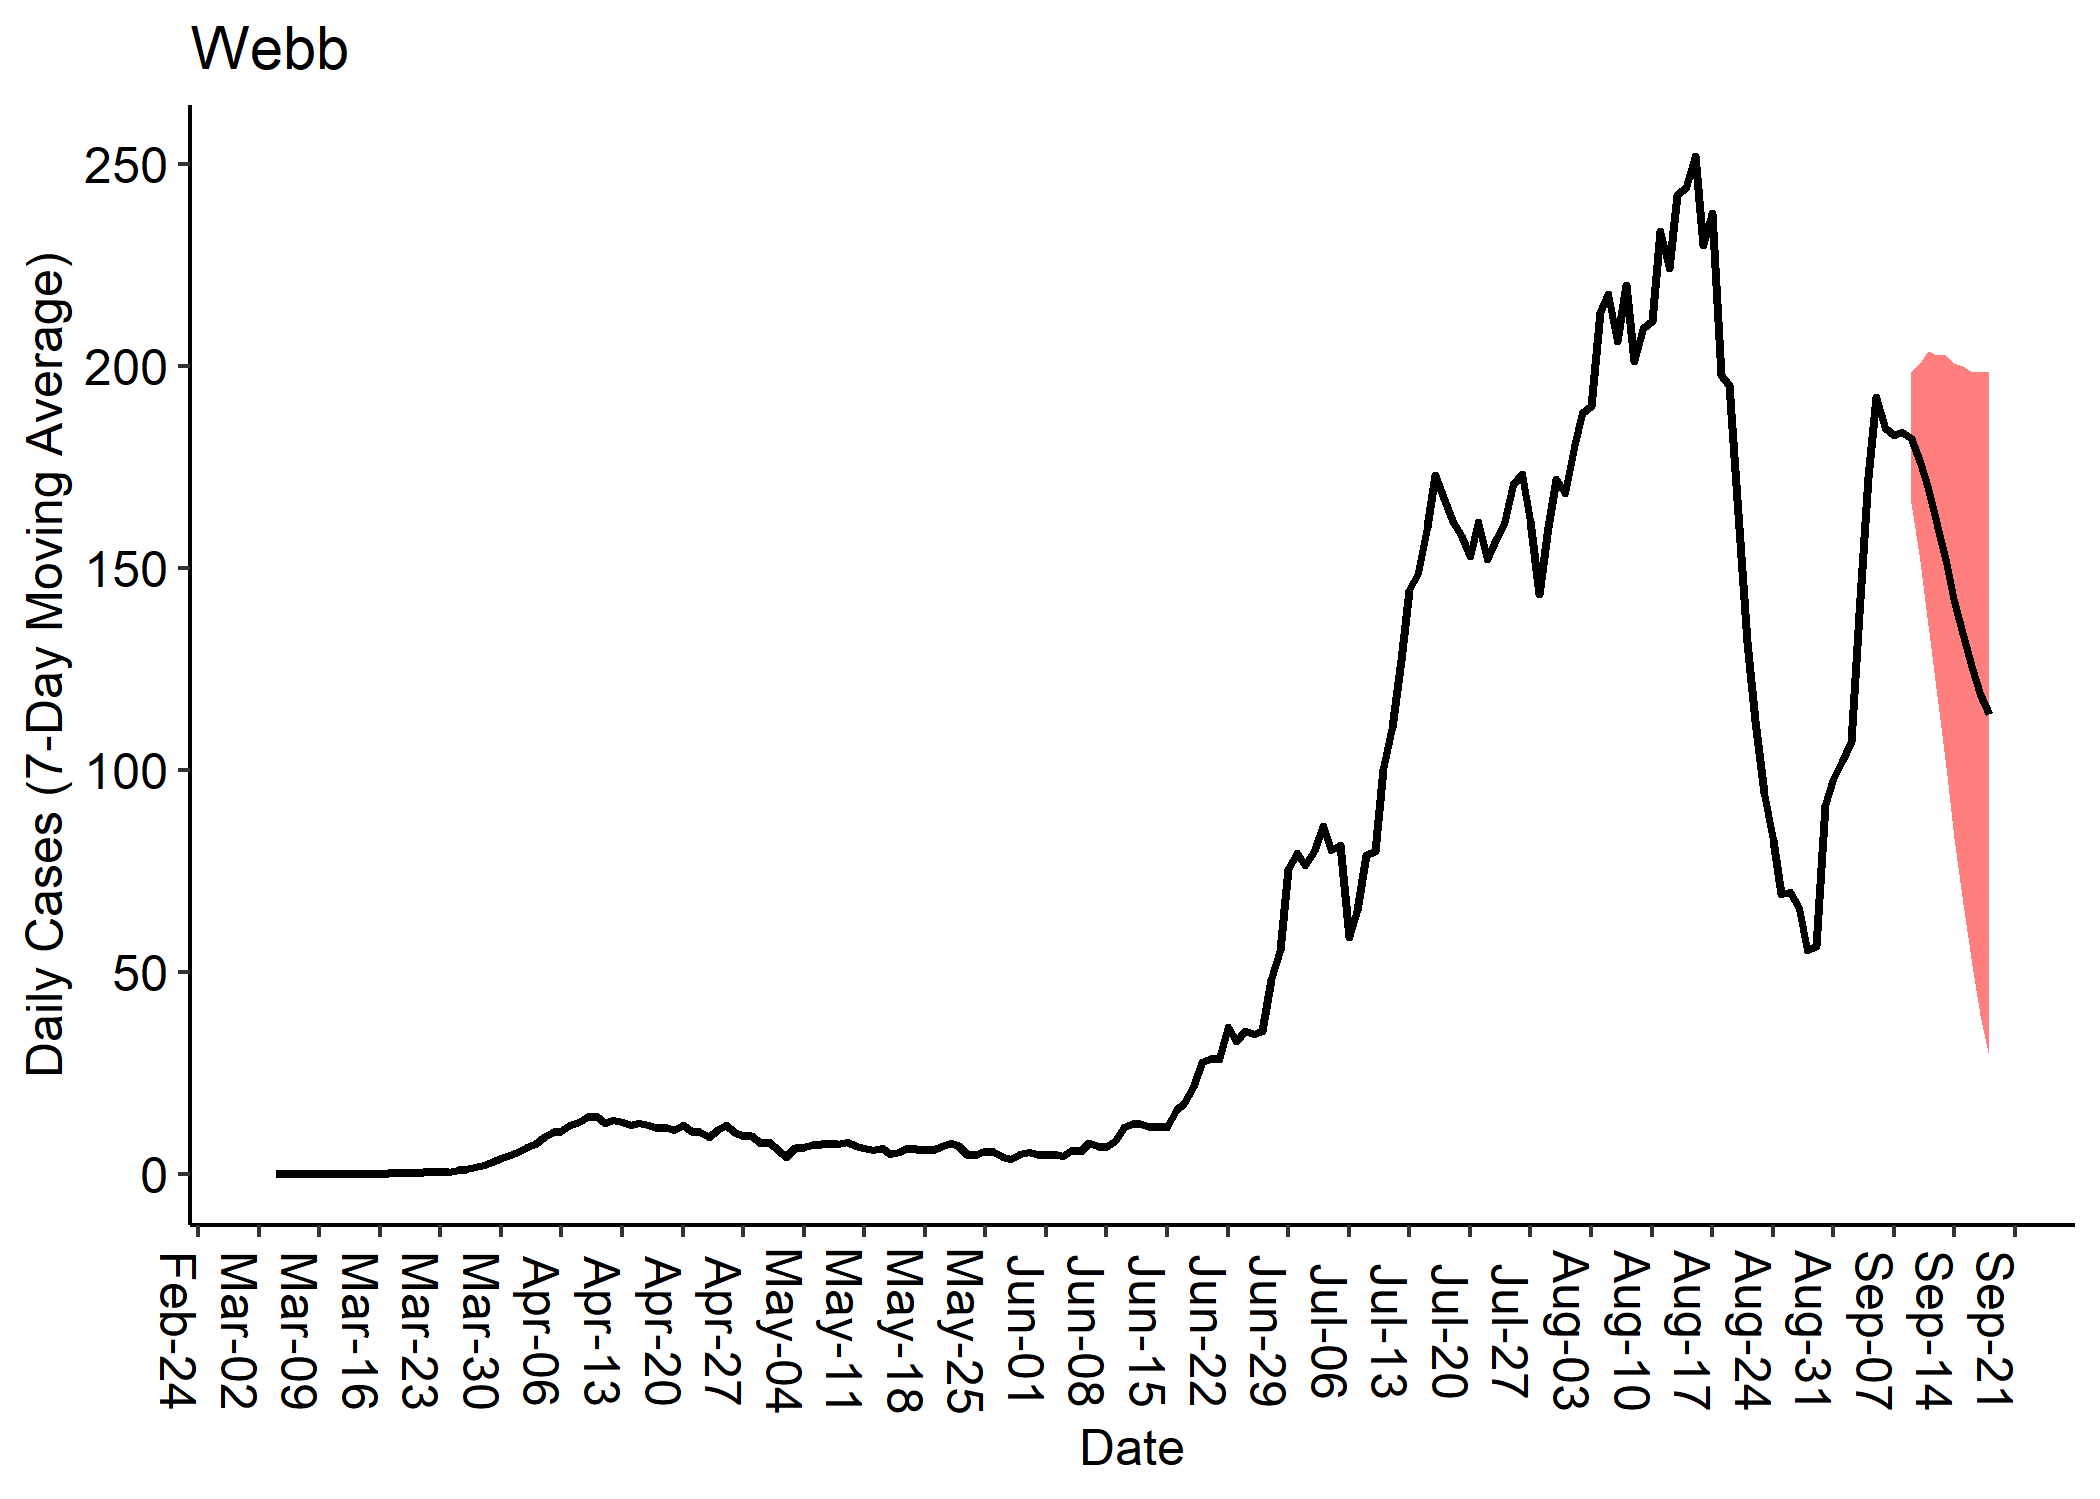 Webb
Daily Cases (7-Day Moving Average)
250
200
150
100
50
0
Feb-24
Mar-02
Mar-09
Mar-16
Mar-23
Mar-30
Apr-06
Apr-13
Apr-20
Apr-27
May-04
May-11
May-18
May-25
Jun-01
Jun-08
Jun-15
Jun-22
Jun-29
Jul-06
Jul-13
Jul-20
Jul-27
Aug-03
Aug-10
Aug-17
Aug-24
Aug-31
Sep-07
Sep-14
Sep-21
Date